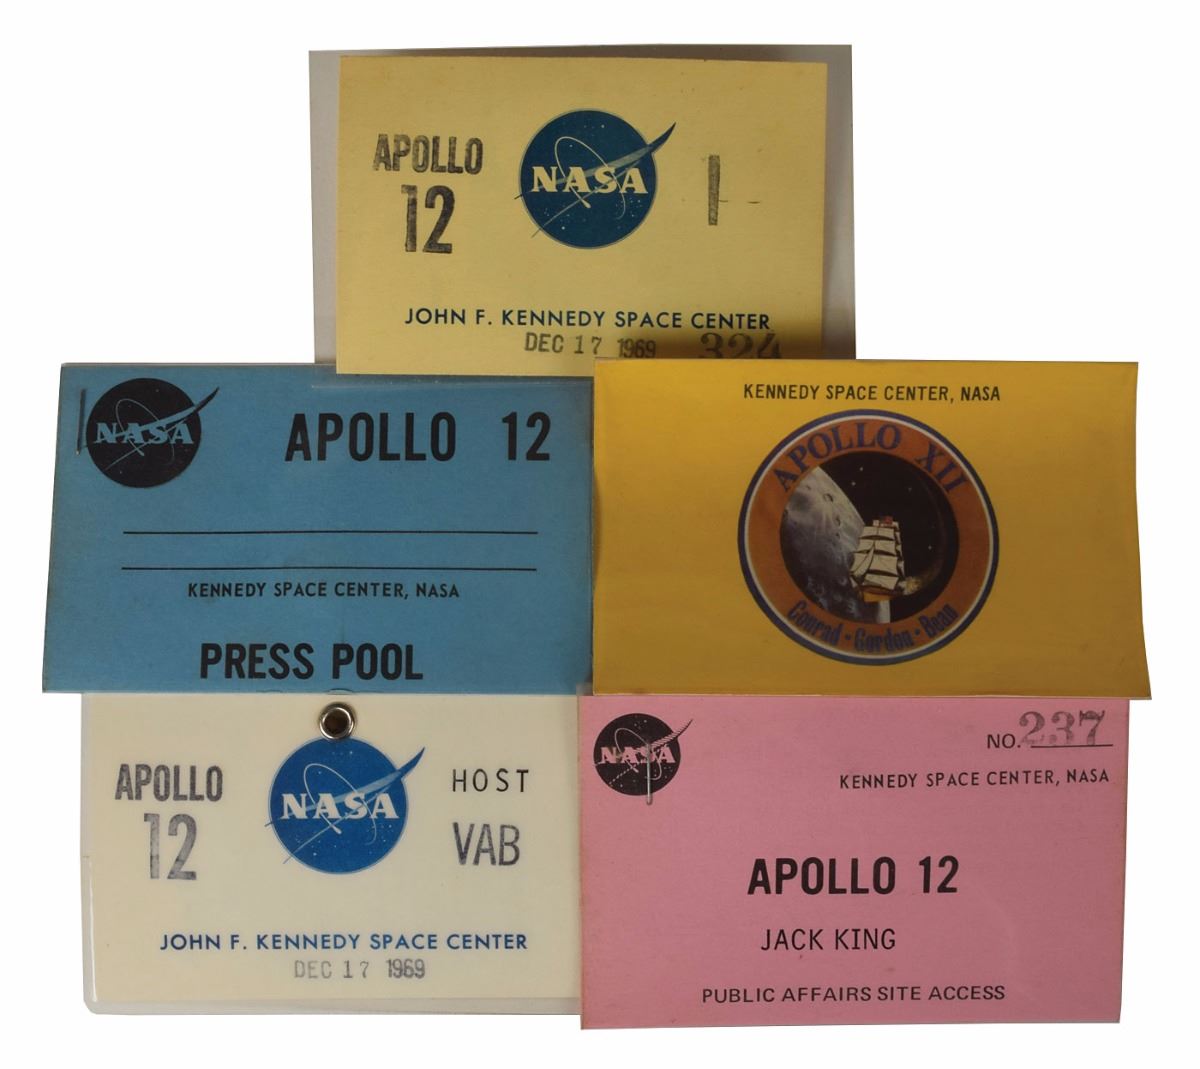 APOLLO
12
NASA
1
JOHN F. KENNEDY SPACE CENTER
DEC 17 1969
324
NASA
APOLLO 12
KENNEDY SPACE CENTER, NASA
PRESS POOL
KENNEDY SPACE CENTER, NASA
APOLLO XII
Conrad · Gordon · Bean
APOLLO
12
NASA
HOST
VAB
JOHN F. KENNEDY SPACE CENTER
DEC 17 1969
NASA
NO. 237
KENNEDY SPACE CENTER, NASA
APOLLO 12
JACK KING
PUBLIC AFFAIRS SITE ACCESS